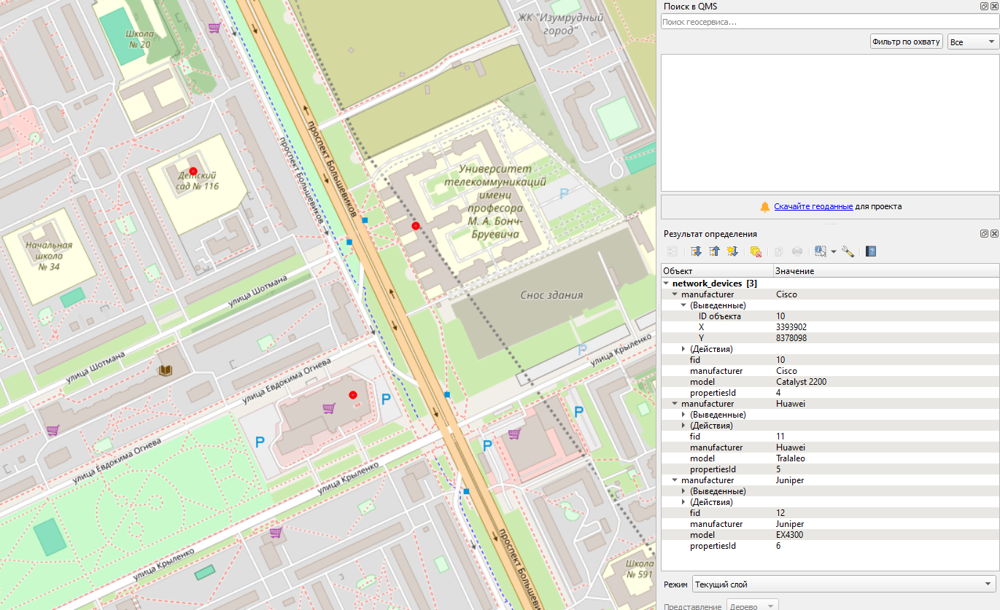 Школа
№ 20
ЖК "Изумрудный
город"
проспект Большевиков
проспект Большевиков
Детский
сад № 116
Университет
телекоммуникаций
имени
професора
М. А. Бонч-
Бруевича
P
Начальная
школа
№ 34
улица Шотмана
Снос здания
улица Шотмана
P
улица Крыленко
улица Евдокима Огнева
P
P
P
P
улица Евдокима Огнева
улица Крыленко
улица Крыленко
проспект Большевиков
Школа
№ 591
Поиск в QMS
Поиск геосервиса...
Фильтр по охвату
Все
Скачайте геоданные для проекта
Результат определения
Объект Значение
network_devices [3]
manufacturer Cisco
(Выведенные)
ID объекта 10
X 3393902
Y 8378098
(Действия)
fid 10
manufacturer Cisco
model Catalyst 2200
propertiesId 4
manufacturer Huawei
(Выведенные)
(Действия)
fid 11
manufacturer Huawei
model Tralaleo
propertiesId 5
manufacturer Juniper
(Выведенные)
(Действия)
fid 12
manufacturer Juniper
model EX4300
propertiesId 6
Режим Текущий слой
Представление Дерево